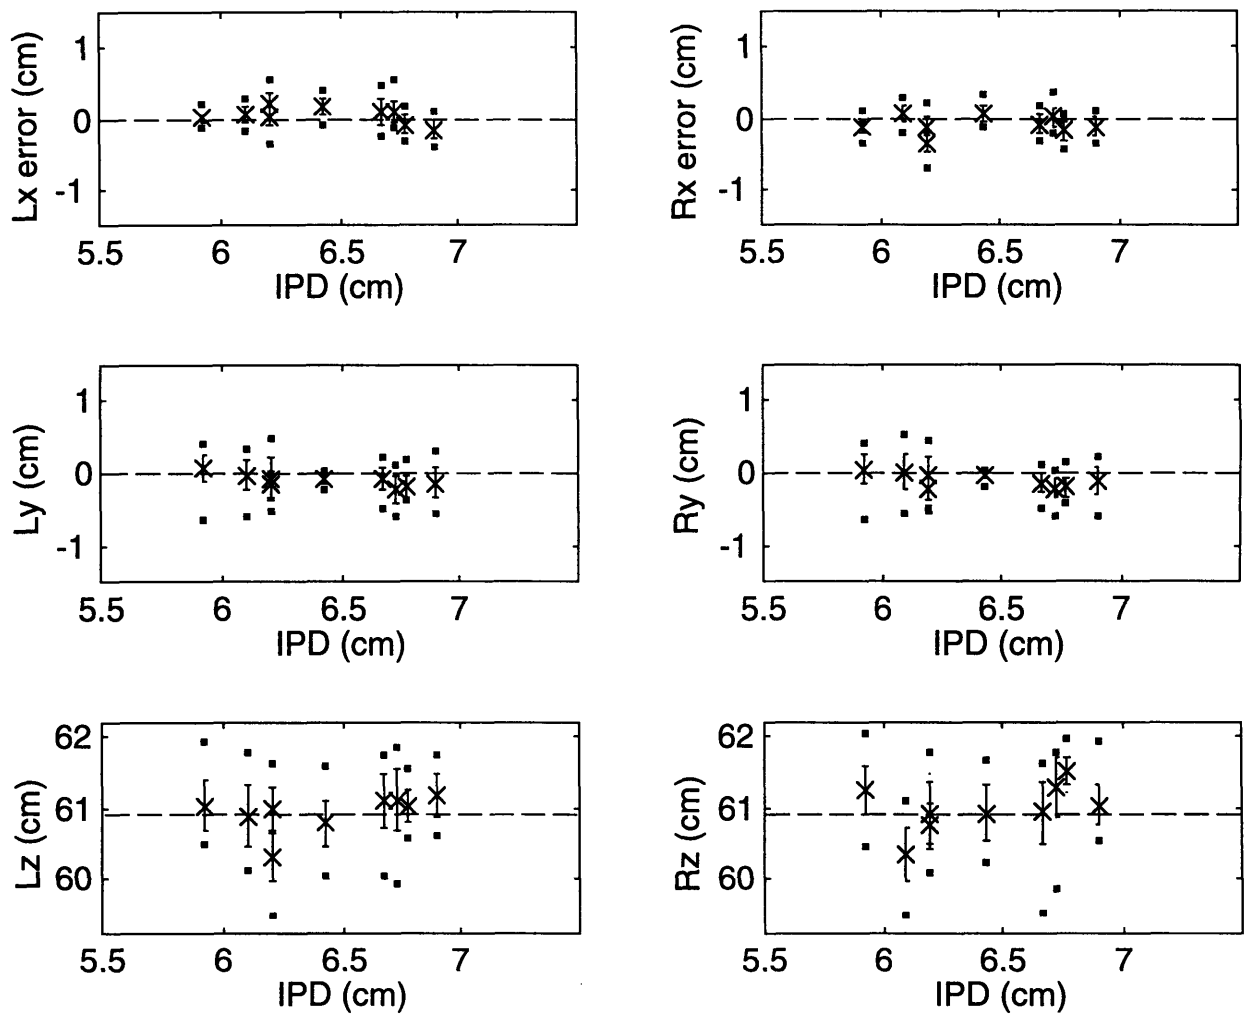 Lx error (cm)
1
0
-1
5.5 6 6.5 7
IPD (cm)
Rx error (cm)
1
0
-1
5.5 6 6.5 7
IPD (cm)
Ly (cm)
1
0
-1
5.5 6 6.5 7
IPD (cm)
Ry (cm)
1
0
-1
5.5 6 6.5 7
IPD (cm)
Lz (cm)
62
61
60
5.5 6 6.5 7
IPD (cm)
Rz (cm)
62
61
60
5.5 6 6.5 7
IPD (cm)